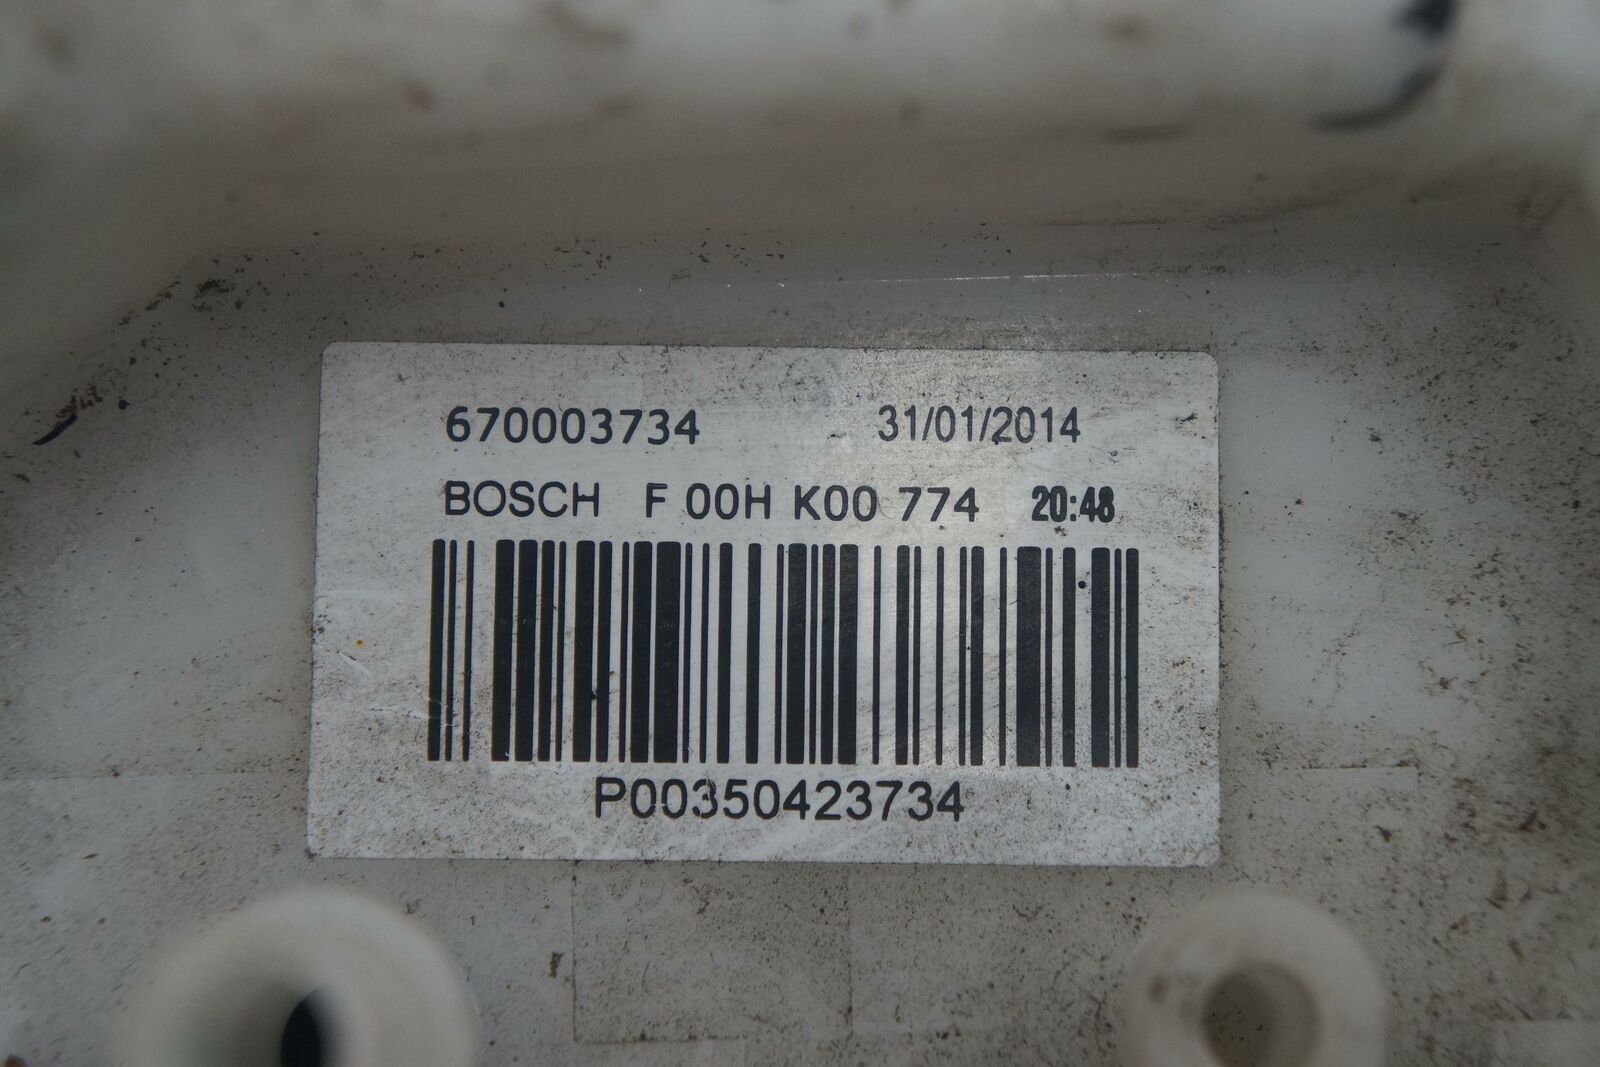 670003734 31/01/2014
BOSCH F 00H K00 774 20:48
P00350423734